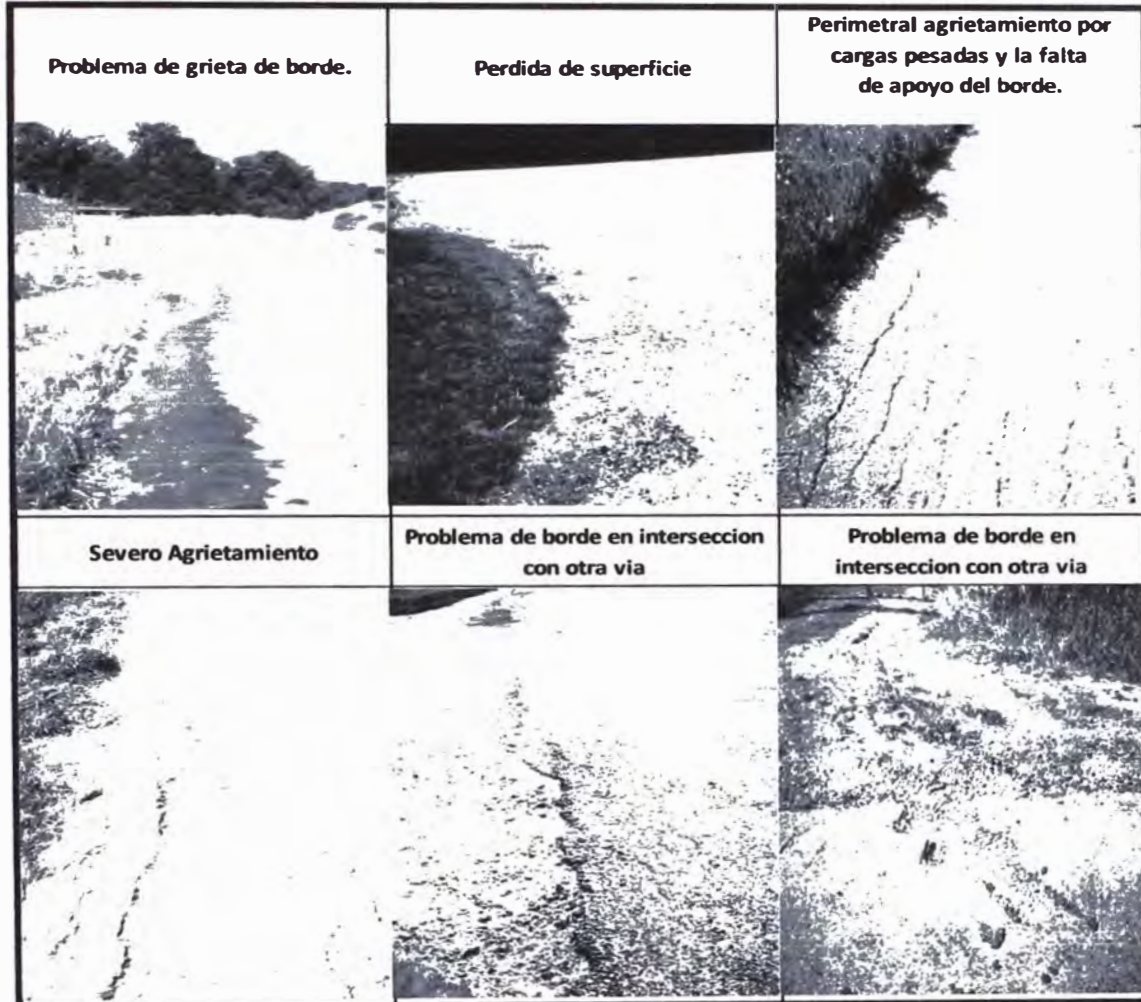 Problema de grieta de borde.
Perdida de superficie
Perimetral agrietamiento por
cargas pesadas y la falta
de apoyo del borde.
Severo Agrietamiento
Problema de borde en interseccion
con otra via
Problema de borde en
interseccion con otra via